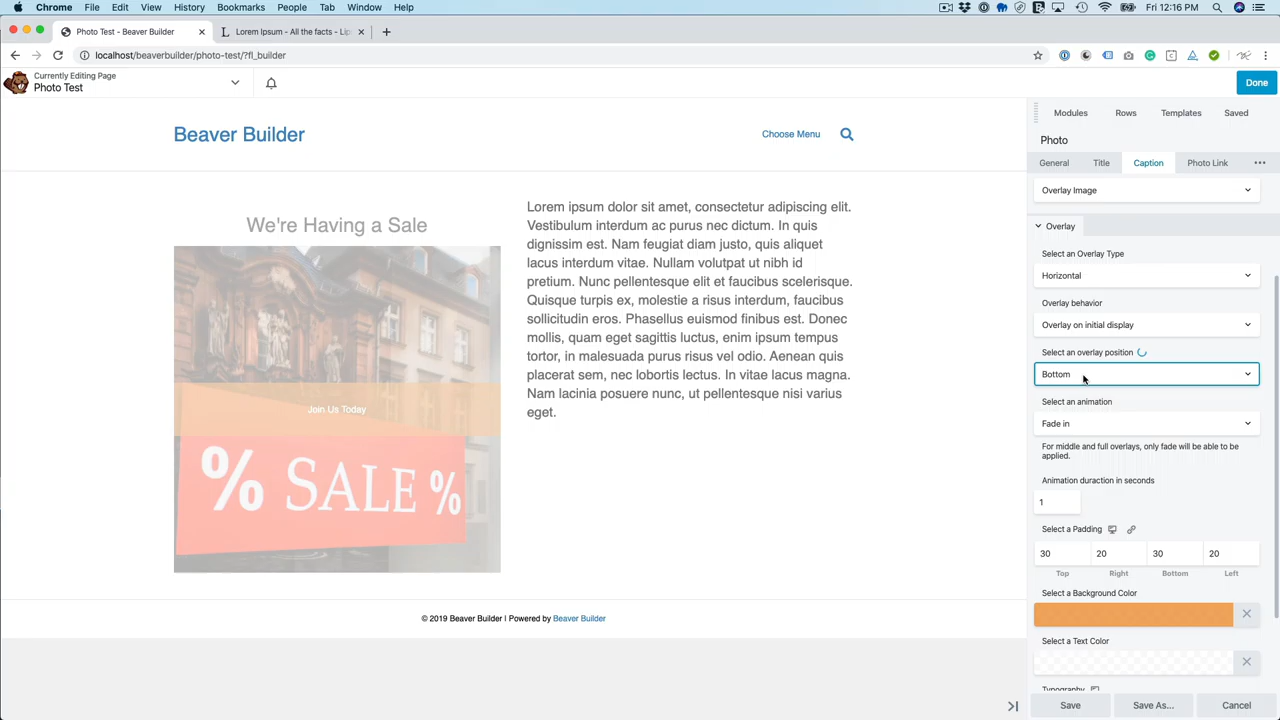 Chrome File Edit View History Bookmarks People Tab Window Help
Fri 12:16 PM
Photo Test - Beaver Builder
Lorem Ipsum - All the facts - Lip
localhost/beaverbuilder/photo-test/?fl_builder
Currently Editing Page
Photo Test
Done
Modules Rows Templates Saved
Beaver Builder
Choose Menu
Photo
General Title Caption Photo Link
Overlay Image
We're Having a Sale
Join Us Today
% SALE %
Lorem ipsum dolor sit amet, consectetur adipiscing elit.
Vestibulum interdum ac purus nec dictum. In quis
dignissim est. Nam feugiat diam justo, quis aliquet
lacus interdum vitae. Nullam volutpat ut nibh id
pretium. Nunc pellentesque elit et faucibus scelerisque.
Quisque turpis ex, molestie a risus interdum, faucibus
sollicitudin eros. Phasellus euismod finibus est. Donec
mollis, quam eget sagittis luctus, enim ipsum tempus
tortor, in malesuada purus risus vel odio. Aenean quis
placerat sem, nec lobortis lectus. In vitae lacus magna.
Nam lacinia posuere nunc, ut pellentesque nisi varius
eget.
Overlay
Select an Overlay Type
Horizontal
Overlay behavior
Overlay on initial display
Select an overlay position
Bottom
Select an animation
Fade in
For middle and full overlays, only fade will be able to be
applied.
Animation duraction in seconds
1
Select a Padding
30 20 30 20
Top Right Bottom Left
Select a Background Color
Select a Text Color
Typography
© 2019 Beaver Builder | Powered by Beaver Builder
Save Save As... Cancel